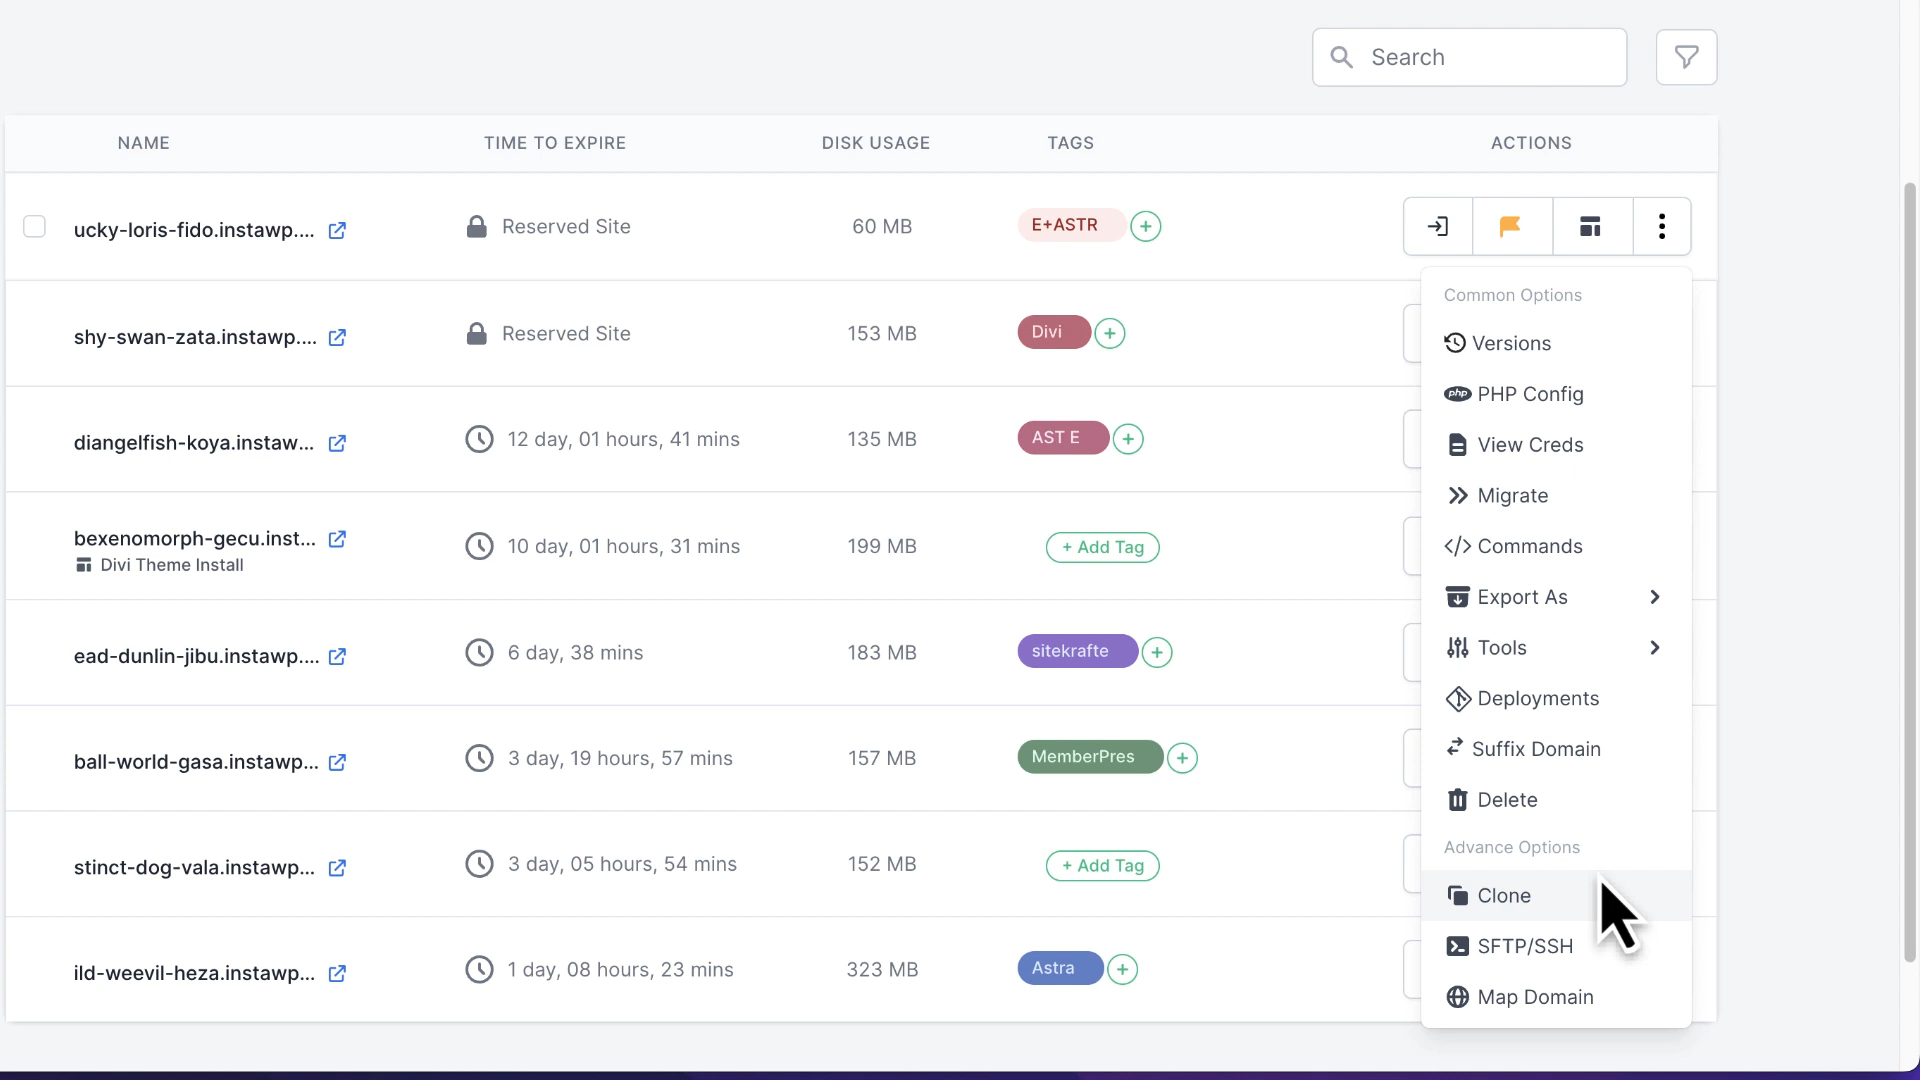 Search
NAME TIME TO EXPIRE DISK USAGE TAGS ACTIONS
ucky-loris-fido.instawp.... Reserved Site 60 MB E+ASTR
shy-swan-zata.instawp.... Reserved Site 153 MB Divi
diangelfish-koya.instaw... 12 day, 01 hours, 41 mins 135 MB AST E
bexenomorph-gecu.inst... 10 day, 01 hours, 31 mins 199 MB + Add Tag
Divi Theme Install
ead-dunlin-jibu.instawp.... 6 day, 38 mins 183 MB sitekrafte
ball-world-gasa.instawp... 3 day, 19 hours, 57 mins 157 MB MemberPres
stinct-dog-vala.instawp... 3 day, 05 hours, 54 mins 152 MB + Add Tag
ild-weevil-heza.instawp... 1 day, 08 hours, 23 mins 323 MB Astra
Common Options
Versions
php PHP Config
View Creds
Migrate
Commands
Export As
Tools
Deployments
Suffix Domain
Delete
Advance Options
Clone
SFTP/SSH
Map Domain